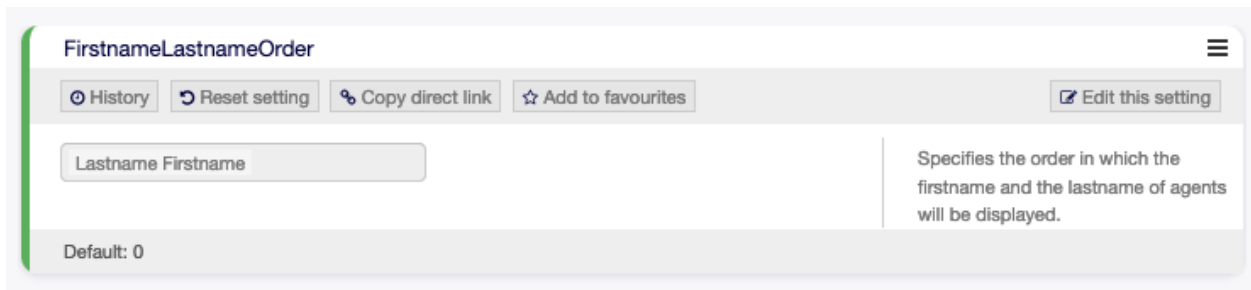 FirstnameLastnameOrder
History Reset setting Copy direct link Add to favourites Edit this setting
Lastname Firstname
Specifies the order in which the
firstname and the lastname of agents
will be displayed.
Default: 0